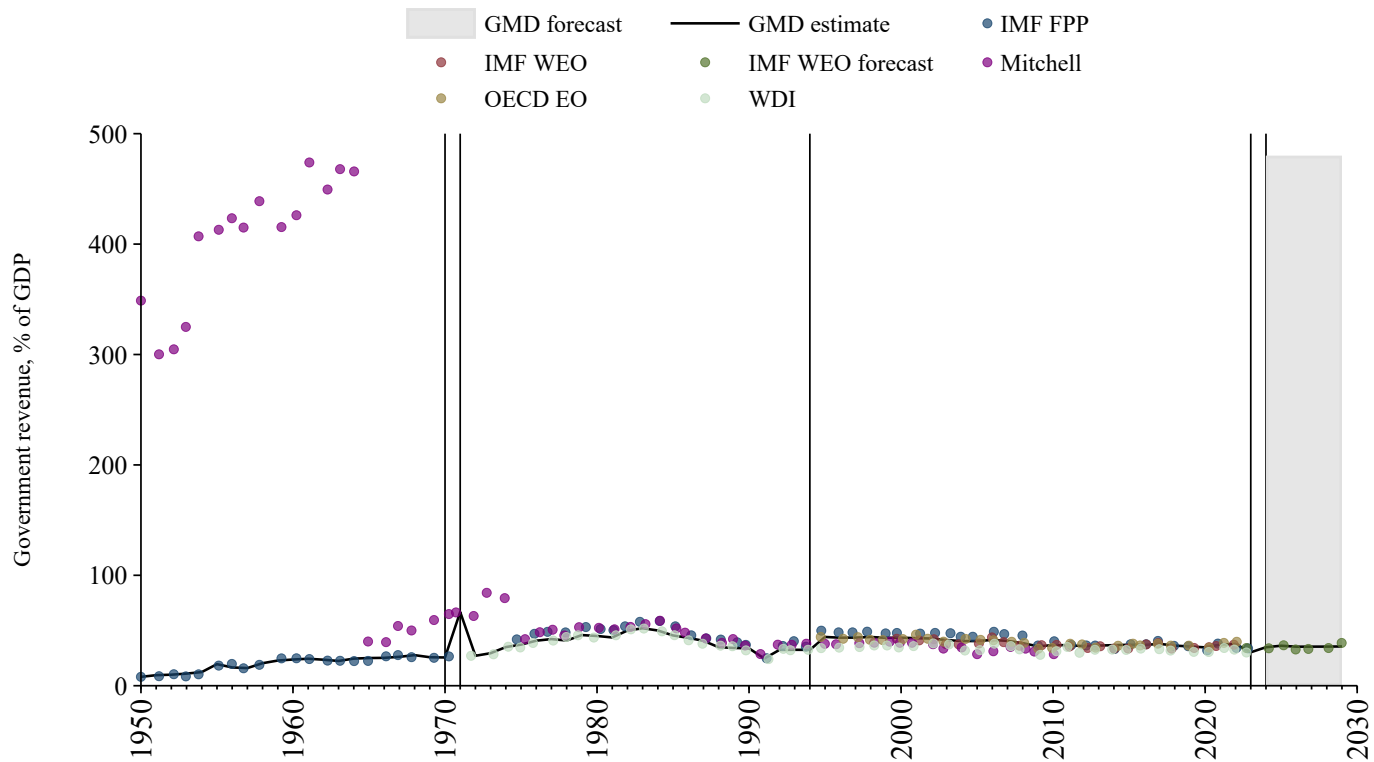 GMD forecast GMD estimate IMF FPP
IMF WEO IMF WEO forecast Mitchell
OECD EO WDI
Government revenue, % of GDP
500
400
300
200
100
0
1950 1960 1970 1980 1990 2000 2010 2020 2030